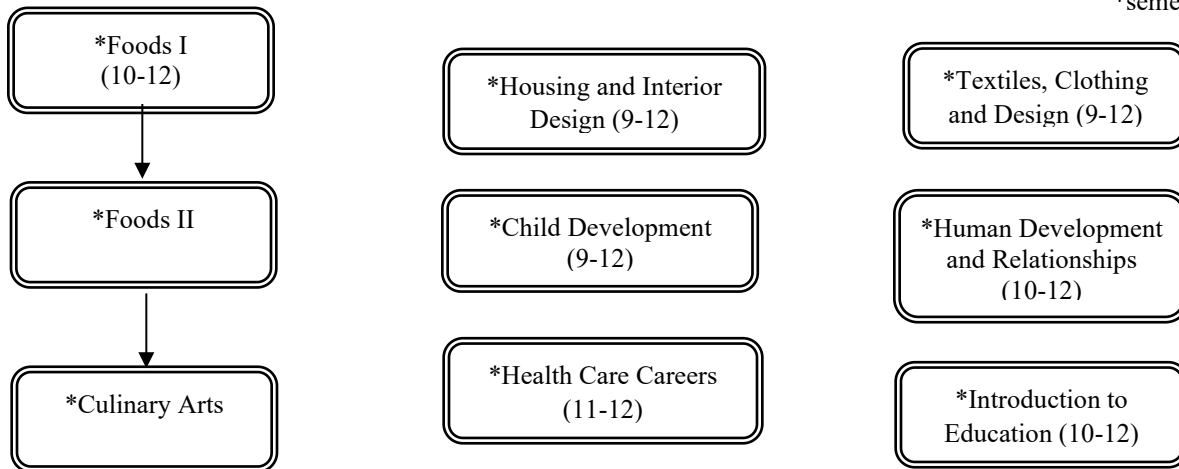 *Foods I
(10-12)
*Foods II
*Culinary Arts
*Housing and Interior
Design (9-12)
*Child Development
(9-12)
*Health Care Careers
(11-12)
*Textiles, Clothing
and Design (9-12)
*Human Development
and Relationships
(10-12)
*Introduction to
Education (10-12)